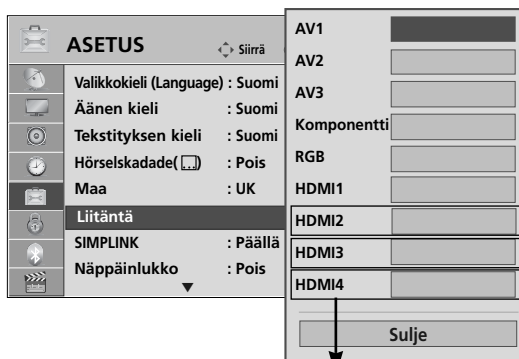 ASETUS
Siirrä
Valikkokieli (Language) : Suomi
Äänen kieli : Suomi
Tekstityksen kieli : Suomi
Hörselskadade( ) : Pois
Maa : UK
Liitäntä
SIMPLINK : Päällä
Näppäinlukko : Pois
AV1
AV2
AV3
Komponentti
RGB
HDMI1
HDMI2
HDMI3
HDMI4
Sulje